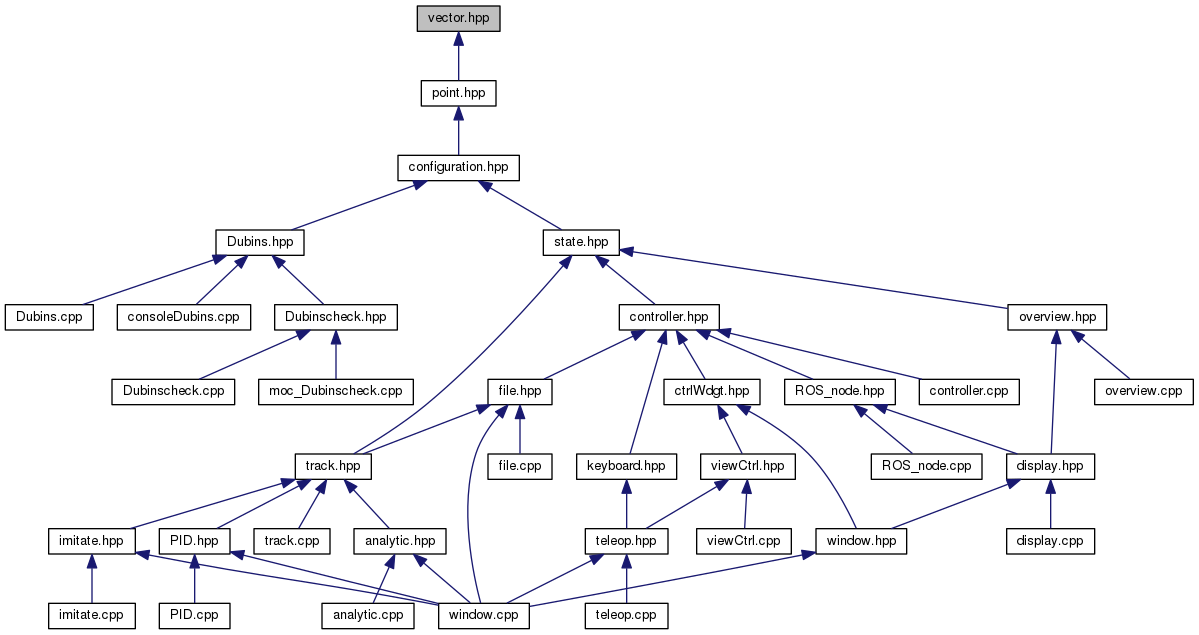 vector.hpp
point.hpp
configuration.hpp
Dubins.hpp
state.hpp
Dubins.cpp
consoleDubins.cpp
Dubinscheck.hpp
controller.hpp
overview.hpp
Dubinscheck.cpp
moc_Dubinscheck.cpp
file.hpp
ctrlWdgt.hpp
ROS_node.hpp
controller.cpp
overview.cpp
track.hpp
file.cpp
keyboard.hpp
viewCtrl.hpp
ROS_node.cpp
display.hpp
imitate.hpp
PID.hpp
track.cpp
analytic.hpp
teleop.hpp
viewCtrl.cpp
window.hpp
display.cpp
imitate.cpp
PID.cpp
analytic.cpp
window.cpp
teleop.cpp